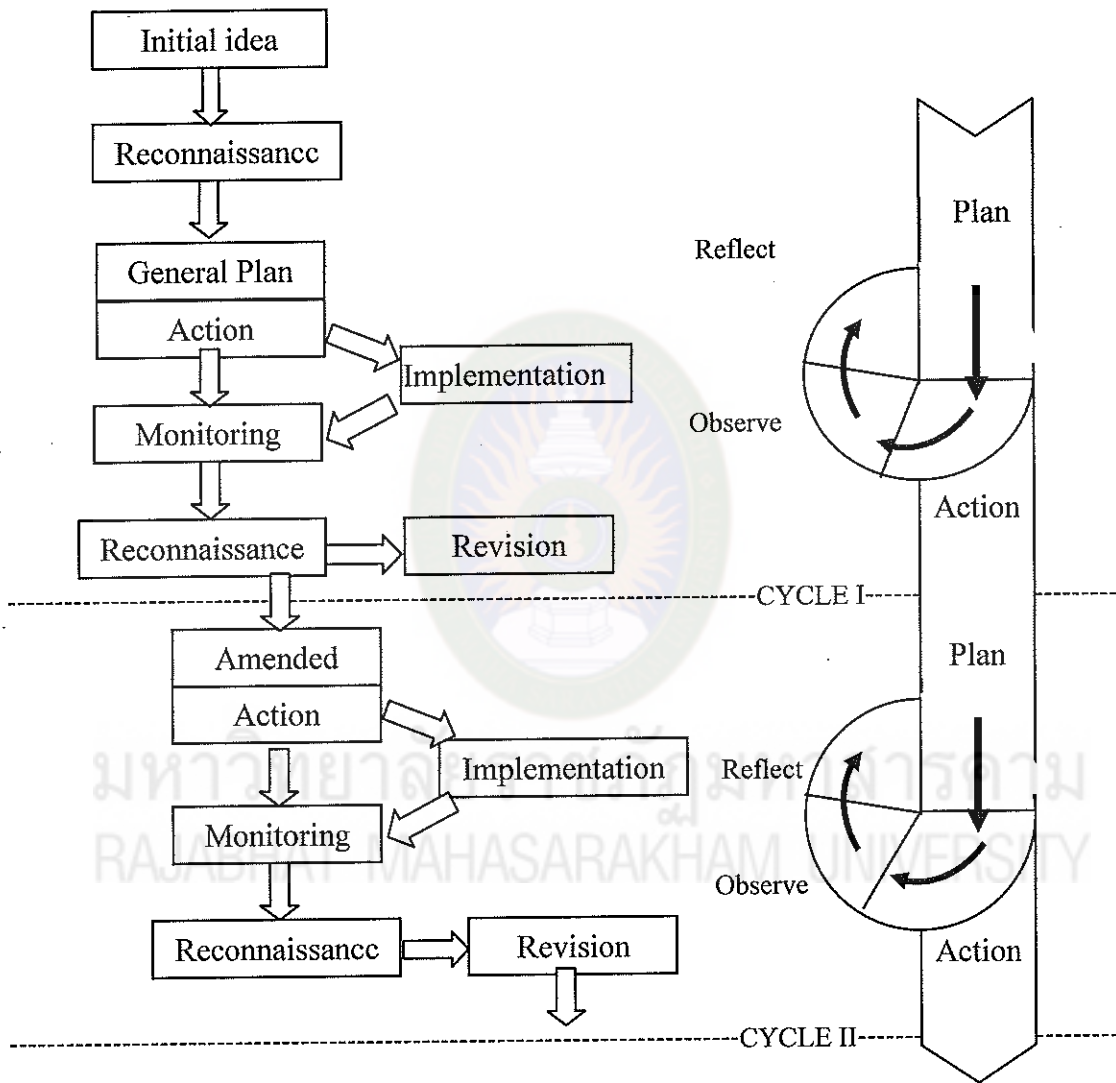 Initial idea
Reconnaissancc
General Plan
Action
Implementation
Monitoring
Reconnaissance
Revision
CYCLE I
Amended
Action
Implementation
Monitoring
Reconnaissancc
Revision
CYCLE II
Plan
Reflect
Observe
Action
Plan
Reflect
Observe
Action
มหาวิทยาลัยราชภัฏมหาสารคาม
RAJABHAT MAHASARAKHAM UNIVERSITY